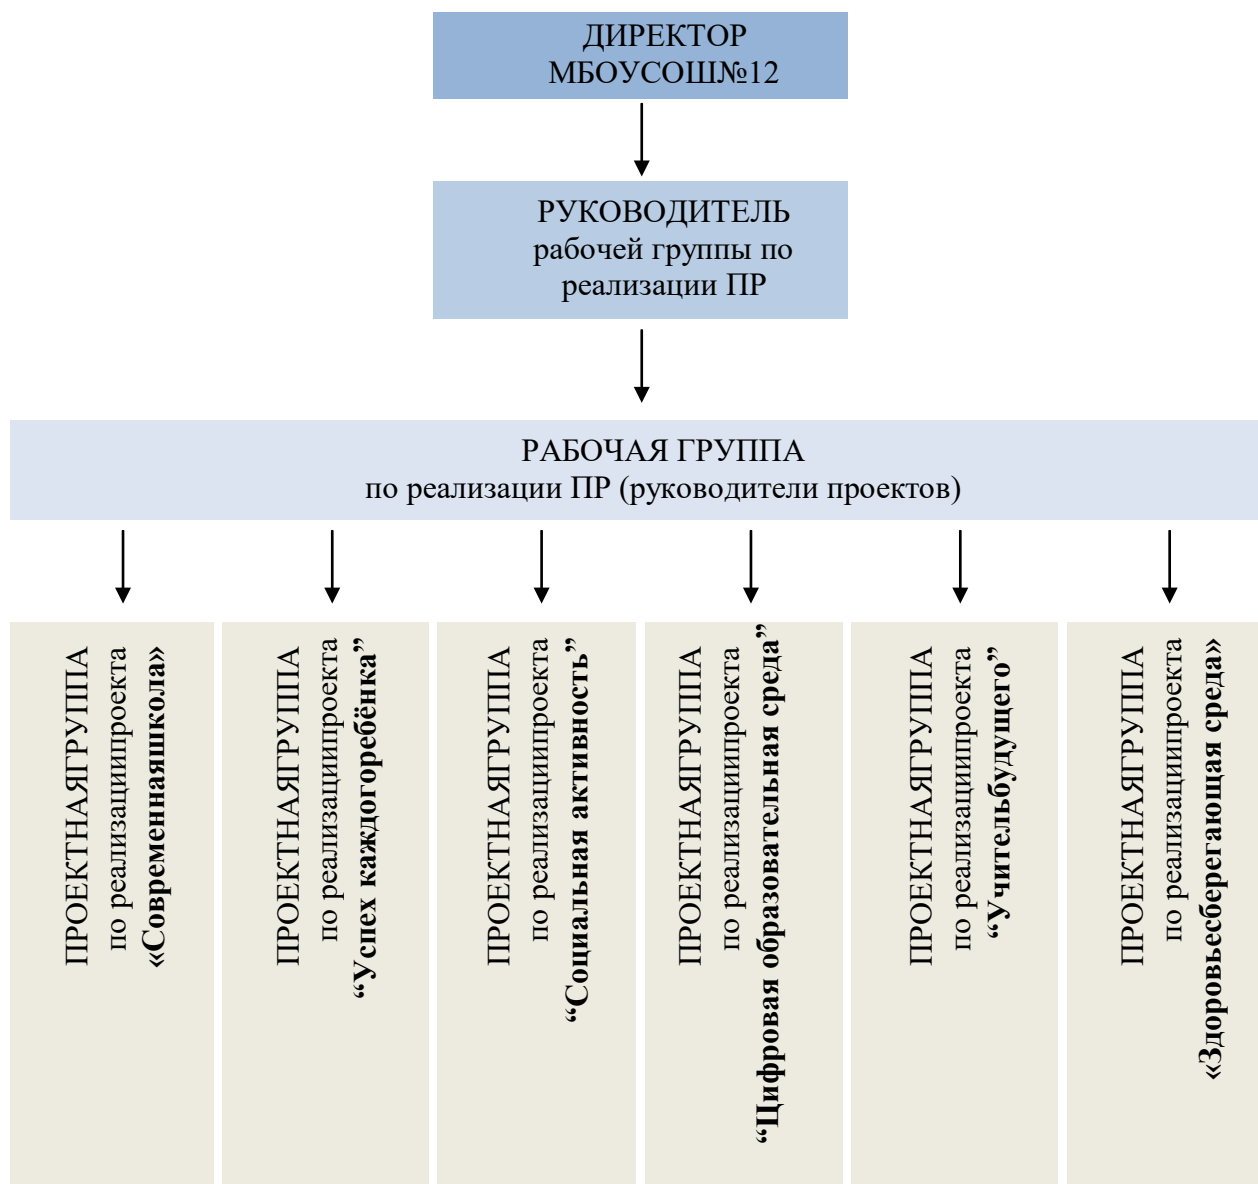 ДИРЕКТОР
МБОУСОШ№12
РУКОВОДИТЕЛЬ
рабочей группы по
реализации ПР
РАБОЧАЯ ГРУППА
по реализации ПР (руководители проектов)
ПРОЕКТНАЯГРУППА
по реализациипроекта
«Современнаяшкола»
ПРОЕКТНАЯГРУППА
по реализациипроекта
“Успех каждогоребёнка”
ПРОЕКТНАЯГРУППА
по реализациипроекта
“Социальная активность”
ПРОЕКТНАЯГРУППА
по реализациипроекта
“Цифровая образовательная среда”
ПРОЕКТНАЯГРУППА
по реализациипроекта
“Учительбудущего”
ПРОЕКТНАЯГРУППА
по реализациипроекта
«Здоровьесберегающая среда»